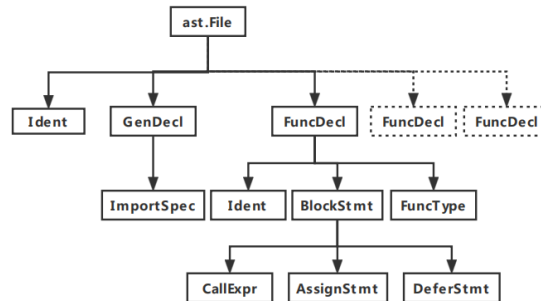 ast.File
Ident GenDecl FuncDecl FuncDecl FuncDecl
ImportSpec Ident BlockStmt FuncType
CallExpr AssignStmt DeferStmt